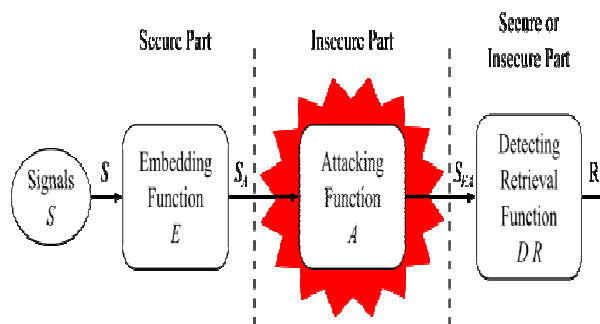 Secure Part
Insecure Part
Secure or
Insecure Part
Signals
S
S
Embedding
Function
E
S_A
Attacking
Function
A
S_EA
Detecting
Retrieval
Function
D R
R